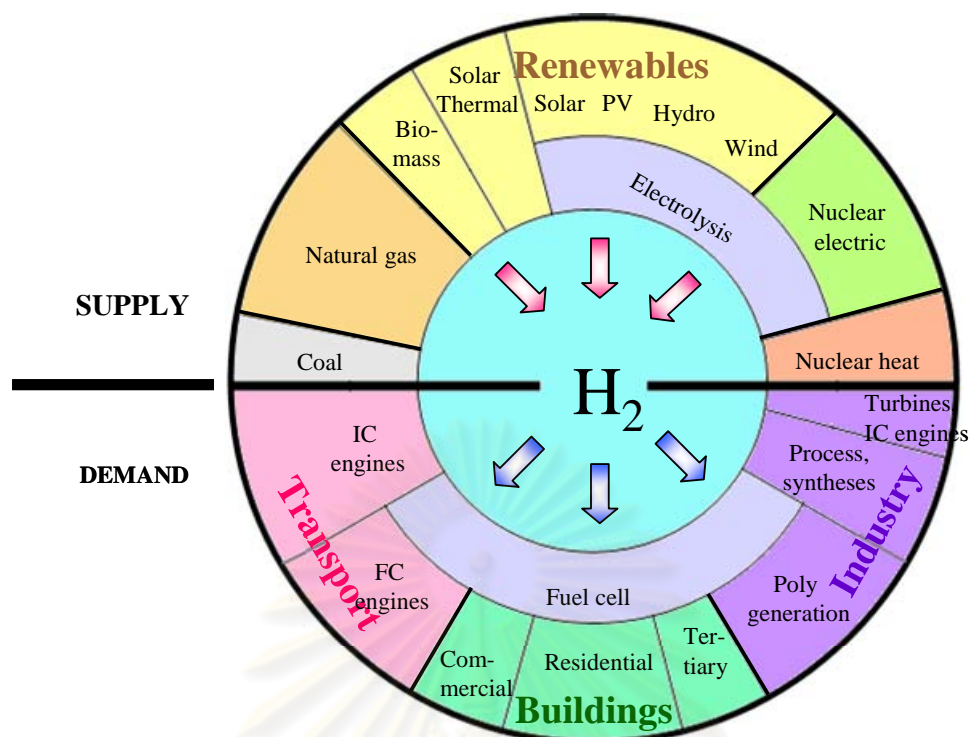 Renewables
Solar
Thermal
Solar PV
Hydro
Wind
Bio-
mass
Electrolysis
Nuclear
electric
Natural gas
SUPPLY
Coal
Nuclear heat
H2
DEMAND
Turbines,
IC engines
IC
engines
Process,
syntheses
Transport
Industry
FC
engines
Fuel cell
Poly
generation
Com-
mercial
Residential
Ter-
tiary
Buildings